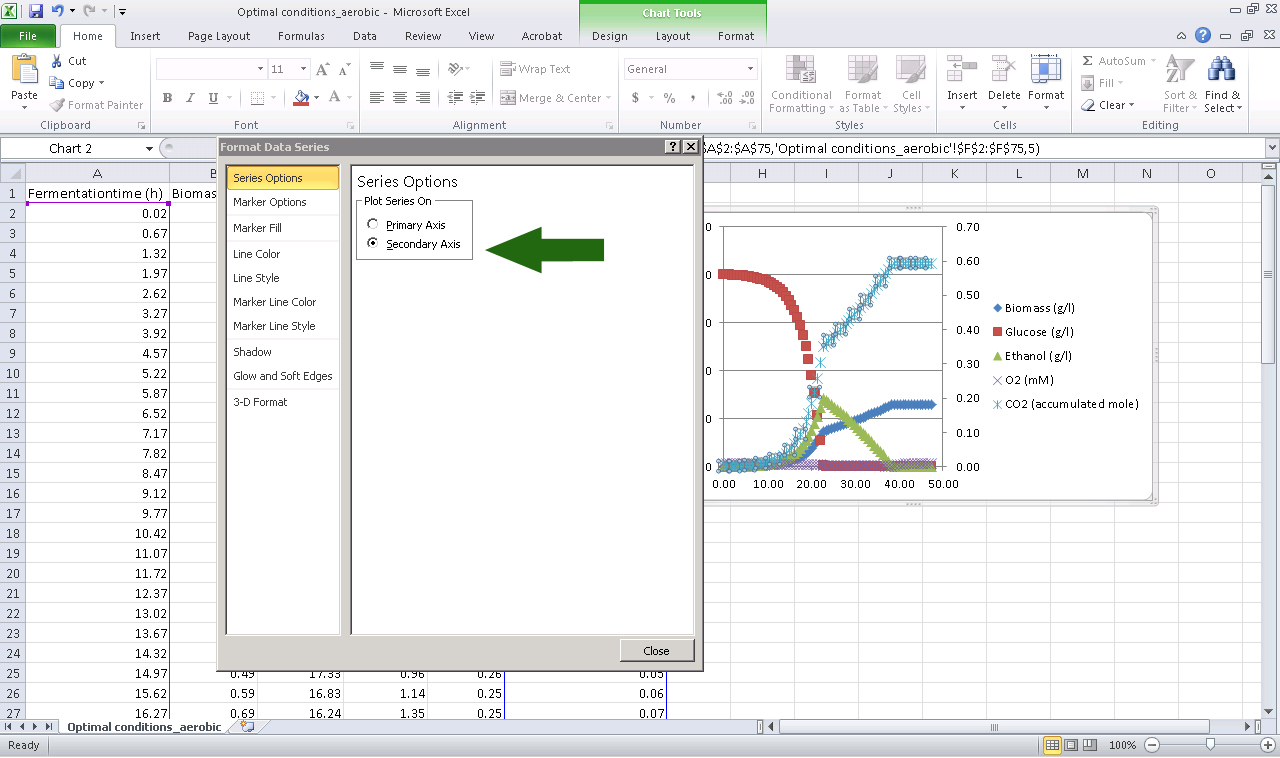 Optimal conditions_aerobic - Microsoft Excel
Chart Tools
File Home Insert Page Layout Formulas Data Review View Acrobat Design Layout Format
Paste
Cut
Copy
Format Painter
Clipboard
11
B I U
Font
Wrap Text
Merge & Center
Alignment
General
$ % , .00
Number
Conditional Formatting
Format as Table
Cell Styles
Styles
Insert Delete Format
Cells
AutoSum
Fill
Clear
Sort & Filter
Find & Select
Editing
Chart 2
$A$2:$A$75,'Optimal conditions_aerobic'!$F$2:$F$75,5)
A H I J K L M N O
1 Fermentationtime (h) Biomas
2 0.02
3 0.67
4 1.32
5 1.97
6 2.62
7 3.27
8 3.92
9 4.57
10 5.22
11 5.87
12 6.52
13 7.17
14 7.82
15 8.47
16 9.12
17 9.77
18 10.42
19 11.07
20 11.72
21 12.37
22 13.02
23 13.67
24 14.32
25 14.97 0.49 17.33 0.96 0.26 0.05
26 15.62 0.59 16.83 1.14 0.25 0.06
27 16.27 0.69 16.24 1.35 0.25 0.07
Format Data Series
Series Options
Marker Options
Marker Fill
Line Color
Line Style
Marker Line Color
Marker Line Style
Shadow
Glow and Soft Edges
3-D Format
Series Options
Plot Series On
Primary Axis
Secondary Axis
Close
0.70
0.60
0.50
0.40
0.30
0.20
0.10
0.00
0.00 10.00 20.00 30.00 40.00 50.00
Biomass (g/l)
Glucose (g/l)
Ethanol (g/l)
O2 (mM)
CO2 (accumulated mole)
Optimal conditions_aerobic
Ready
100%